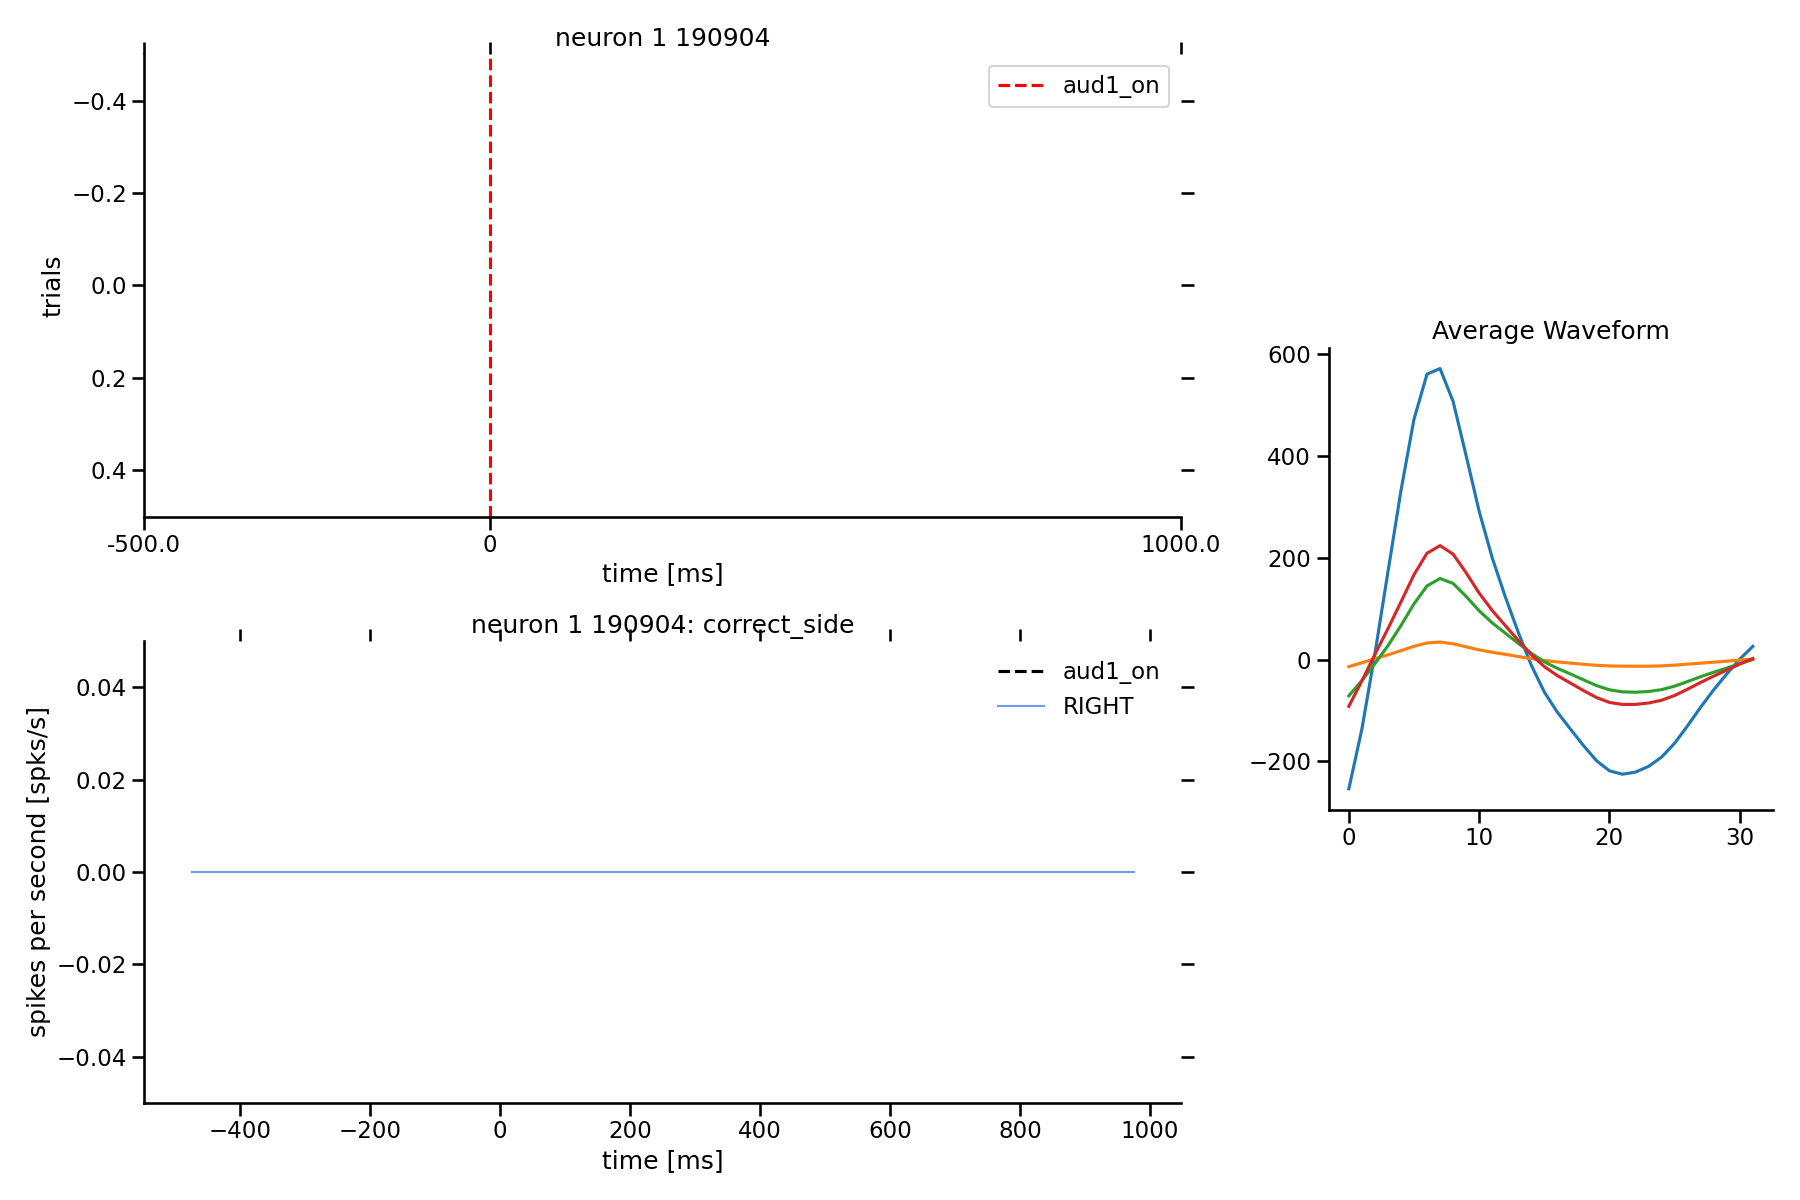 neuron 1 190904
aud1_on
−0.4
−0.2
0.0
0.2
0.4
trials
-500.0 0 1000.0
time [ms]
neuron 1 190904: correct_side
aud1_on
RIGHT
0.04
0.02
0.00
−0.02
−0.04
spikes per second [spks/s]
−400 −200 0 200 400 600 800 1000
time [ms]
Average Waveform
600
400
200
0
−200
0 10 20 30